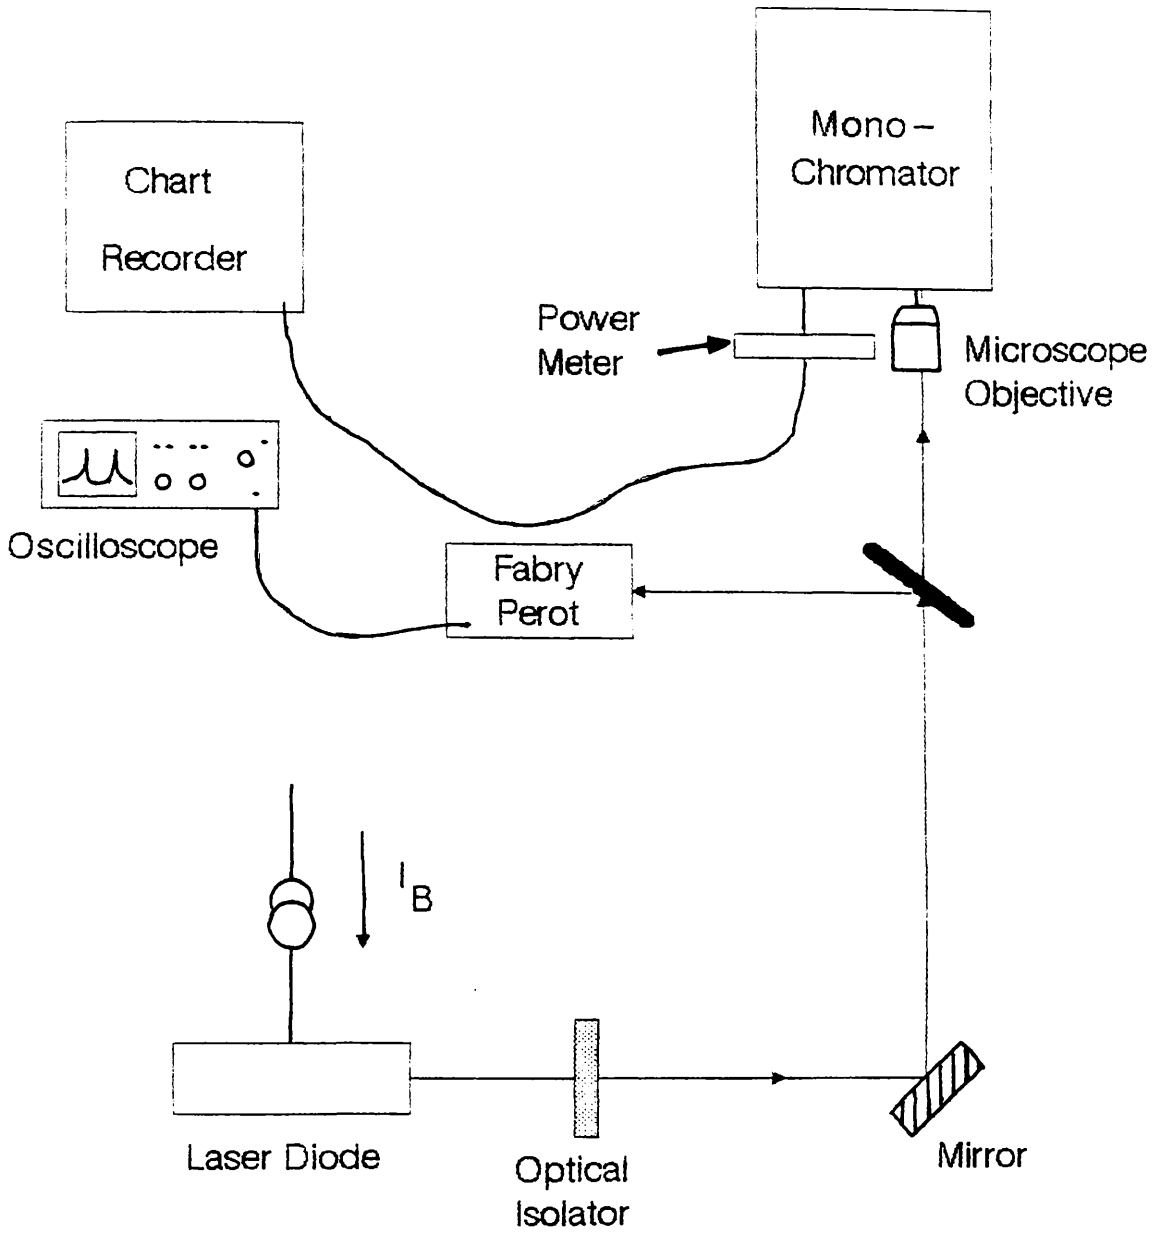 Mono-
Chromator
Chart
Recorder
Power
Meter
Microscope
Objective
Oscilloscope
Fabry
Perot
I B
Laser Diode
Optical
Isolator
Mirror